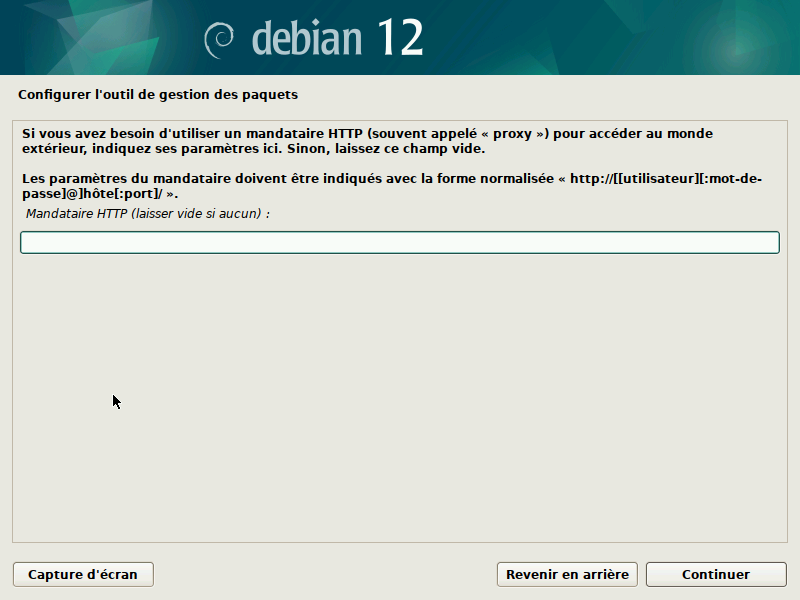 debian 12
Configurer l'outil de gestion des paquets
Si vous avez besoin d'utiliser un mandataire HTTP (souvent appelé « proxy ») pour accéder au monde
extérieur, indiquez ses paramètres ici. Sinon, laissez ce champ vide.
Les paramètres du mandataire doivent être indiqués avec la forme normalisée « http://[[utilisateur][:mot-de-
passe]@]hôte[:port]/ ».
Mandataire HTTP (laisser vide si aucun) :
Capture d'écran
Revenir en arrière
Continuer